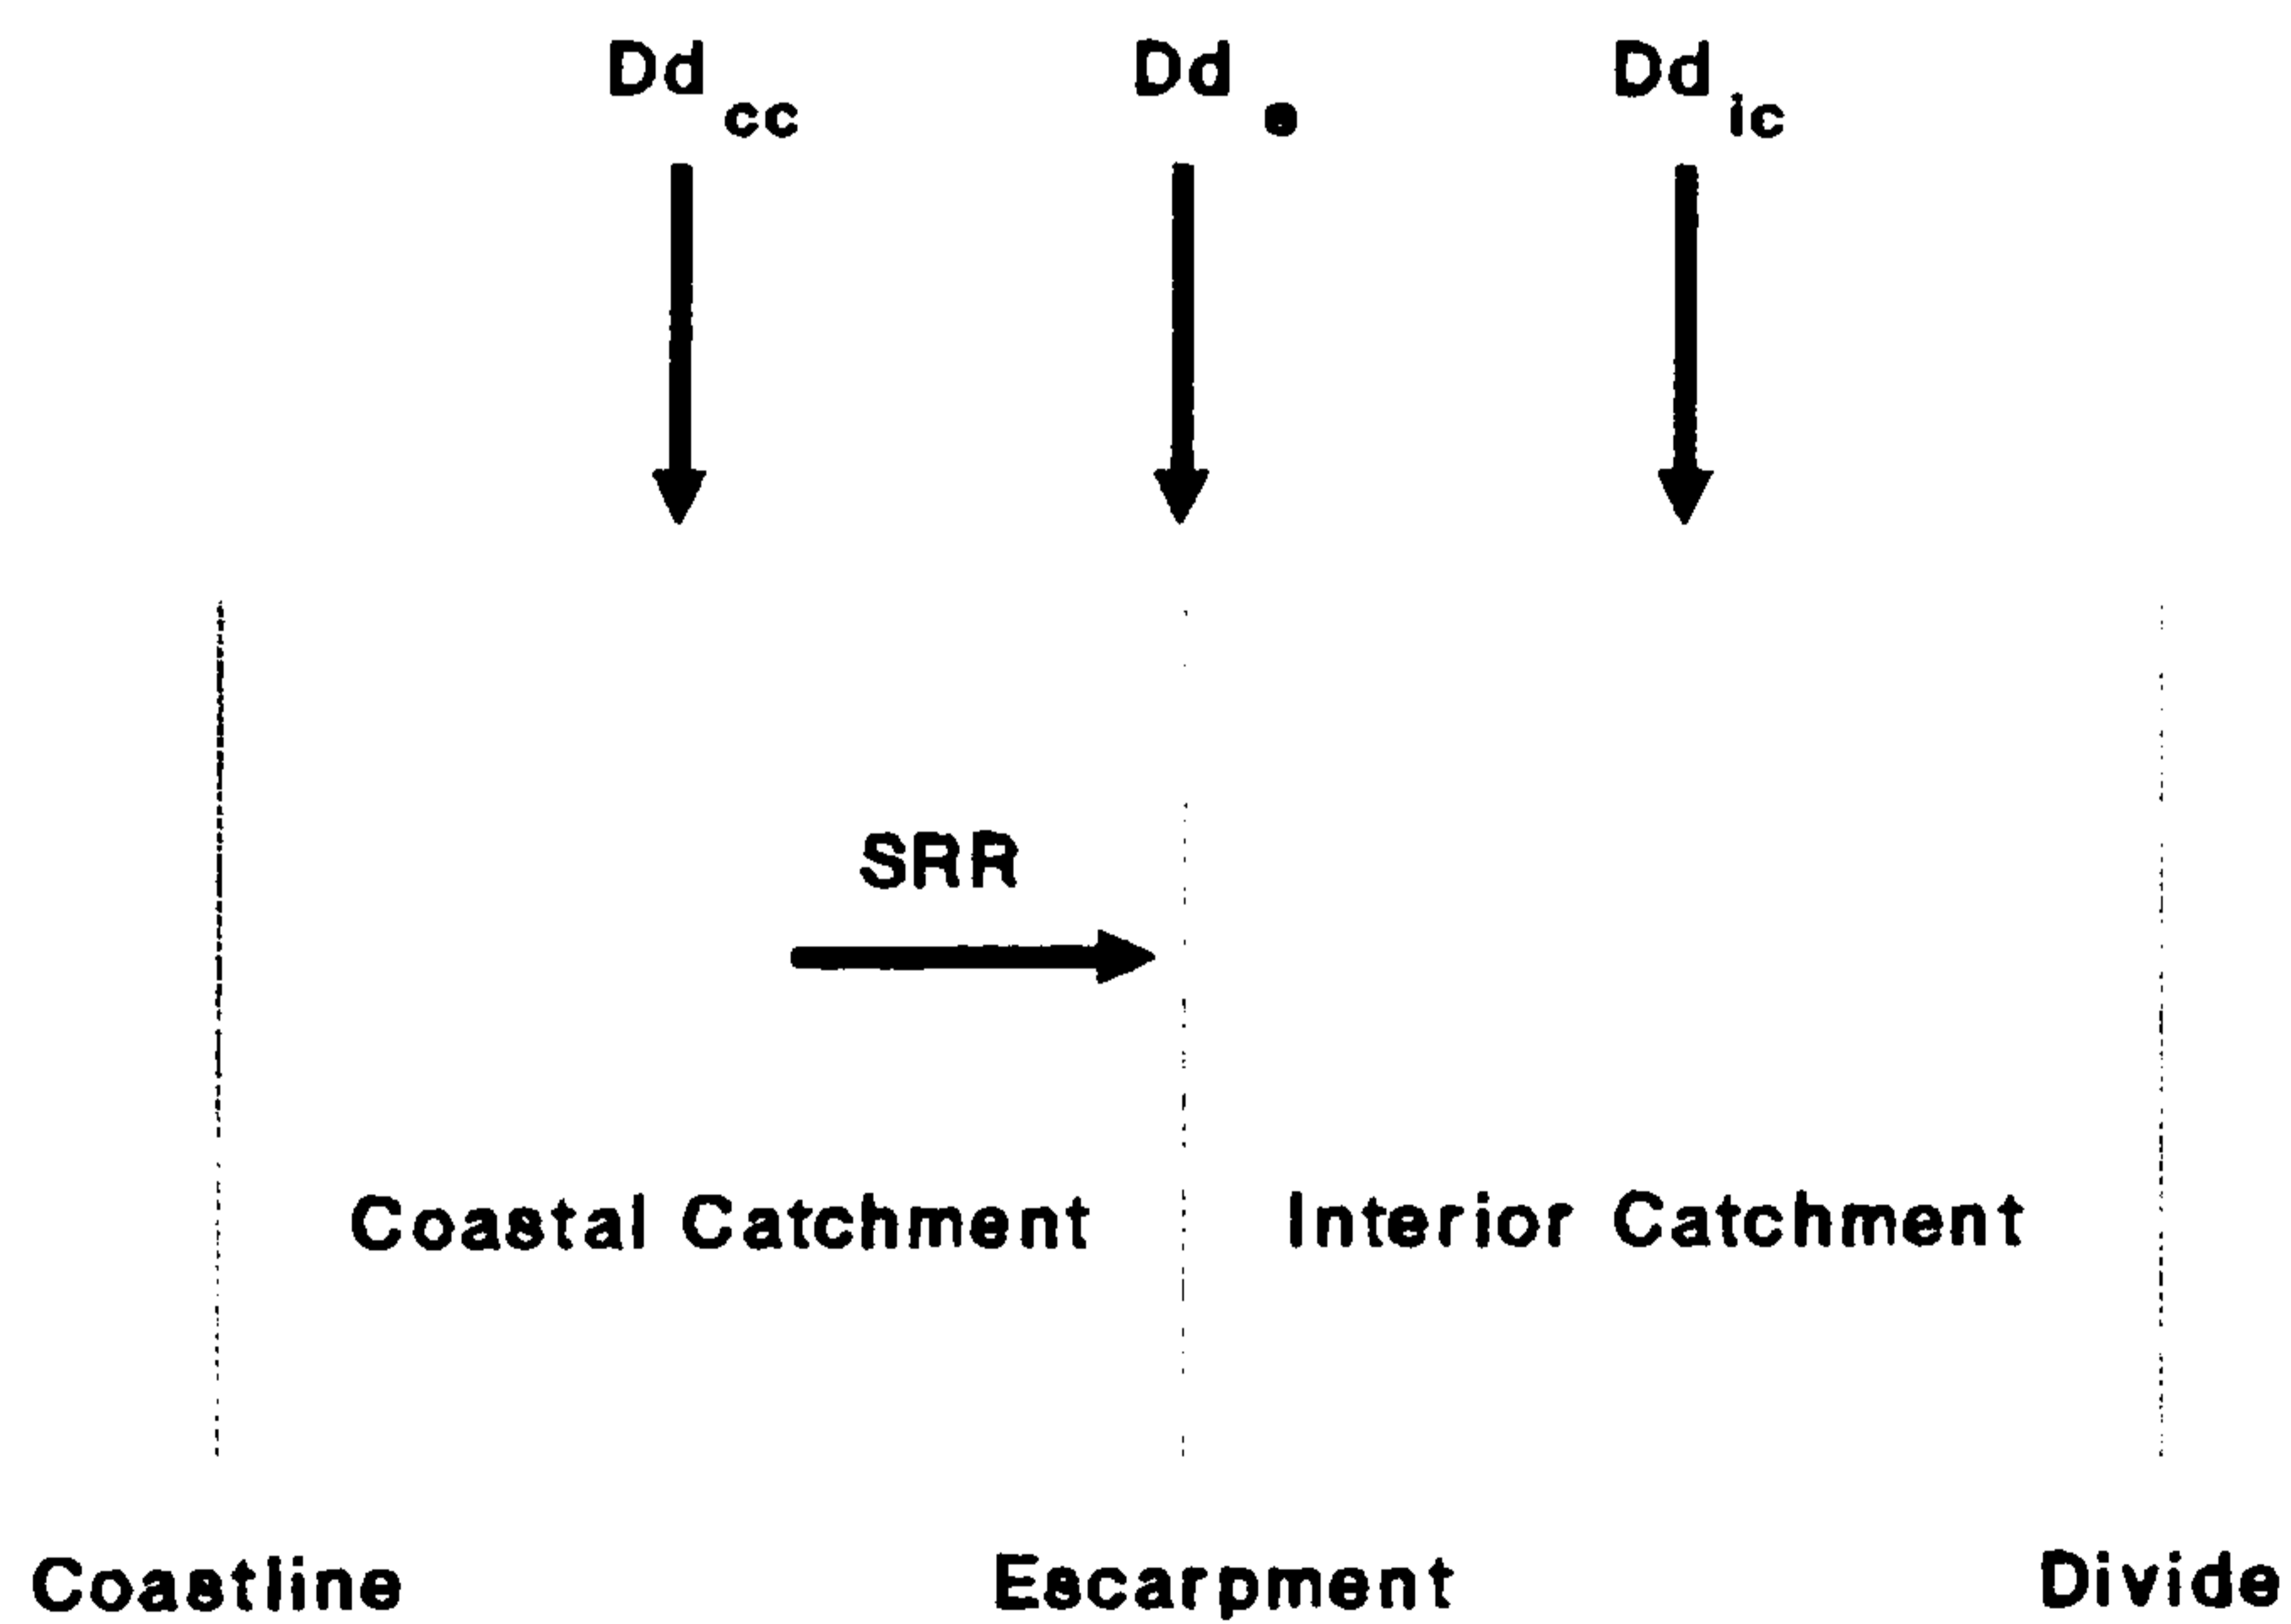 Dd cc Dd e Dd ic
SRR
Coastal Catchment Interior Catchment
Coastline Escarpment Divide